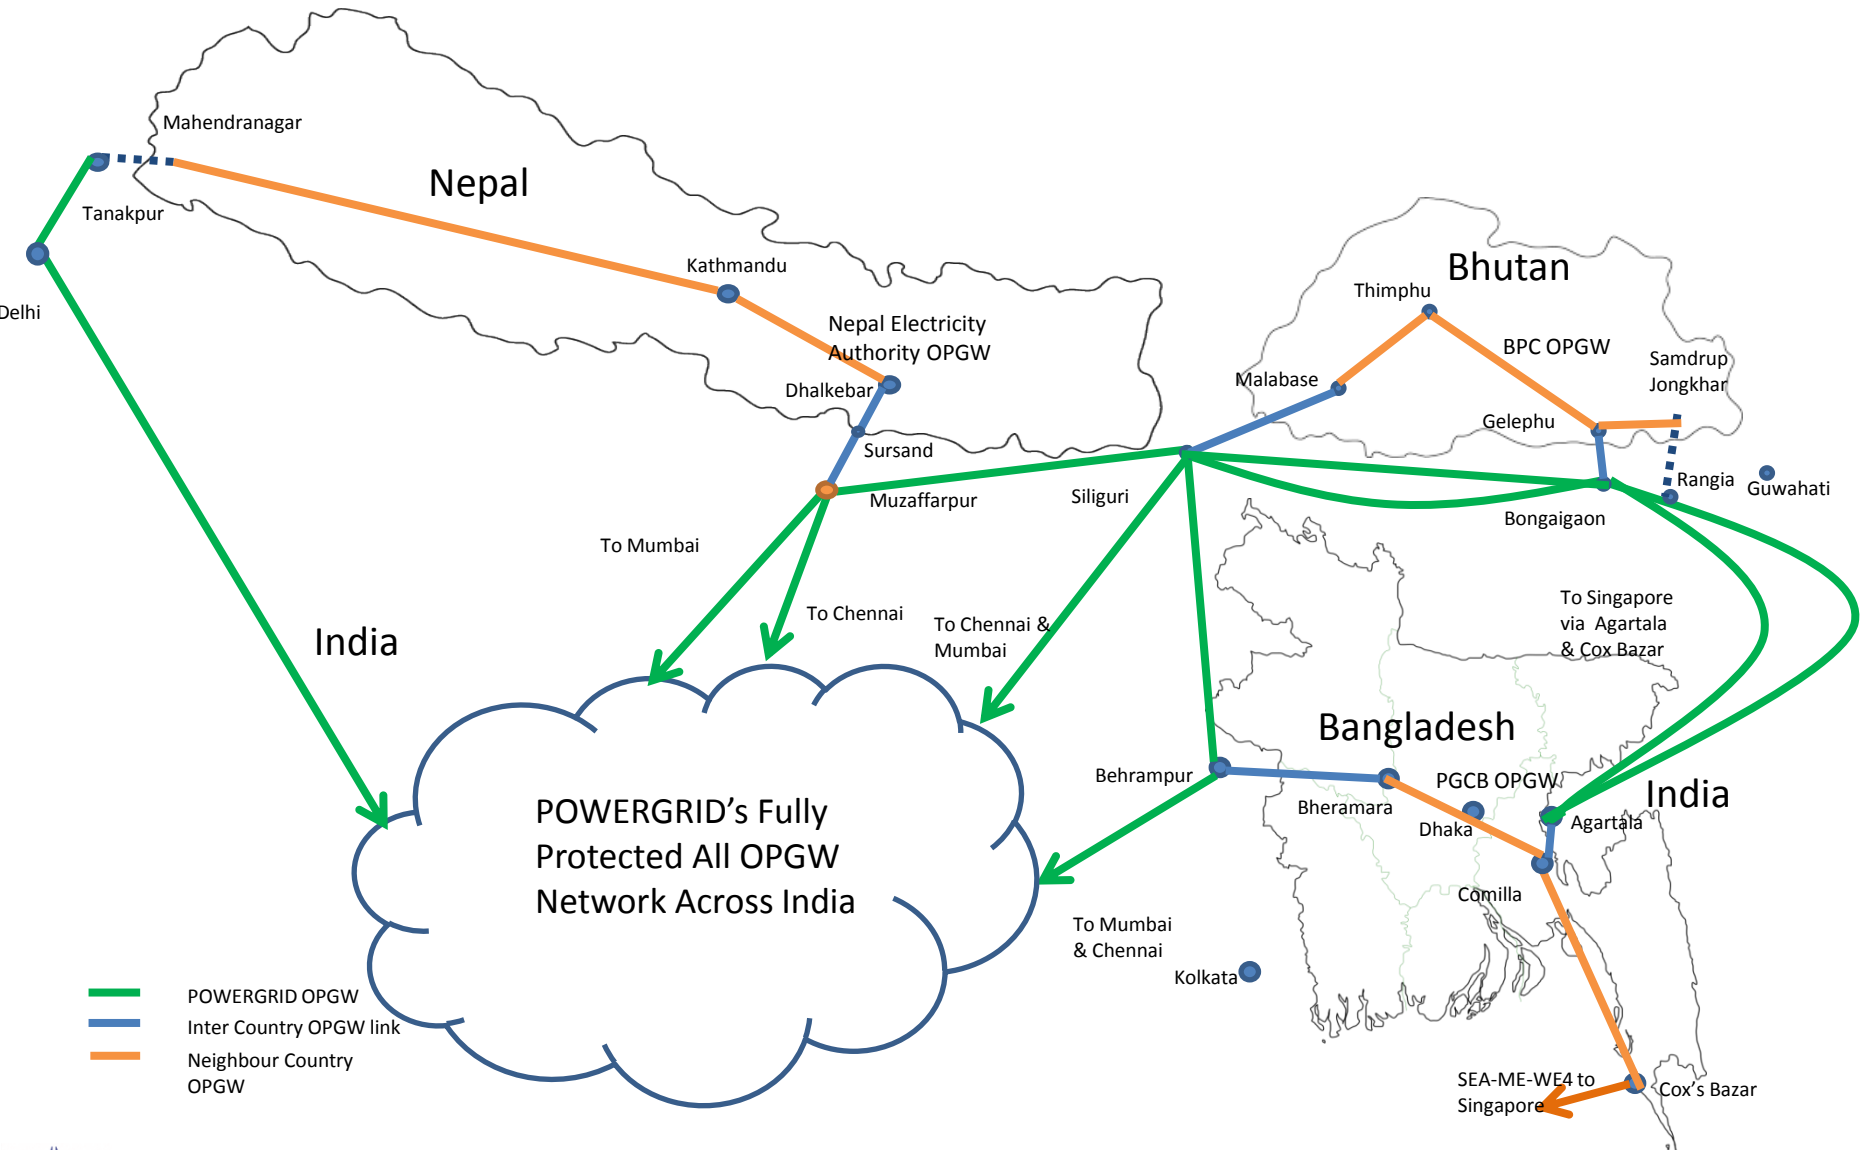 Mahendranagar
Nepal
Tanakpur
Kathmandu
Delhi
Nepal Electricity
Authority OPGW
Dhalkebar
Sursand
Muzaffarpur
Bhutan
Thimphu
BPC OPGW
Samdrup
Jongkhar
Malabase
Gelephu
Siliguri
Rangia
Guwahati
Bongaigaon
To Mumbai
To Chennai
To Chennai &
Mumbai
To Singapore
via Agartala
& Cox Bazar
India
Bangladesh
Behrampur
PGCB OPGW
Bheramara
Dhaka
India
Agartala
Comilla
POWERGRID’s Fully
Protected All OPGW
Network Across India
To Mumbai
& Chennai
Kolkata
POWERGRID OPGW
Inter Country OPGW link
Neighbour Country
OPGW
SEA-ME-WE4 to
Singapore
Cox’s Bazar